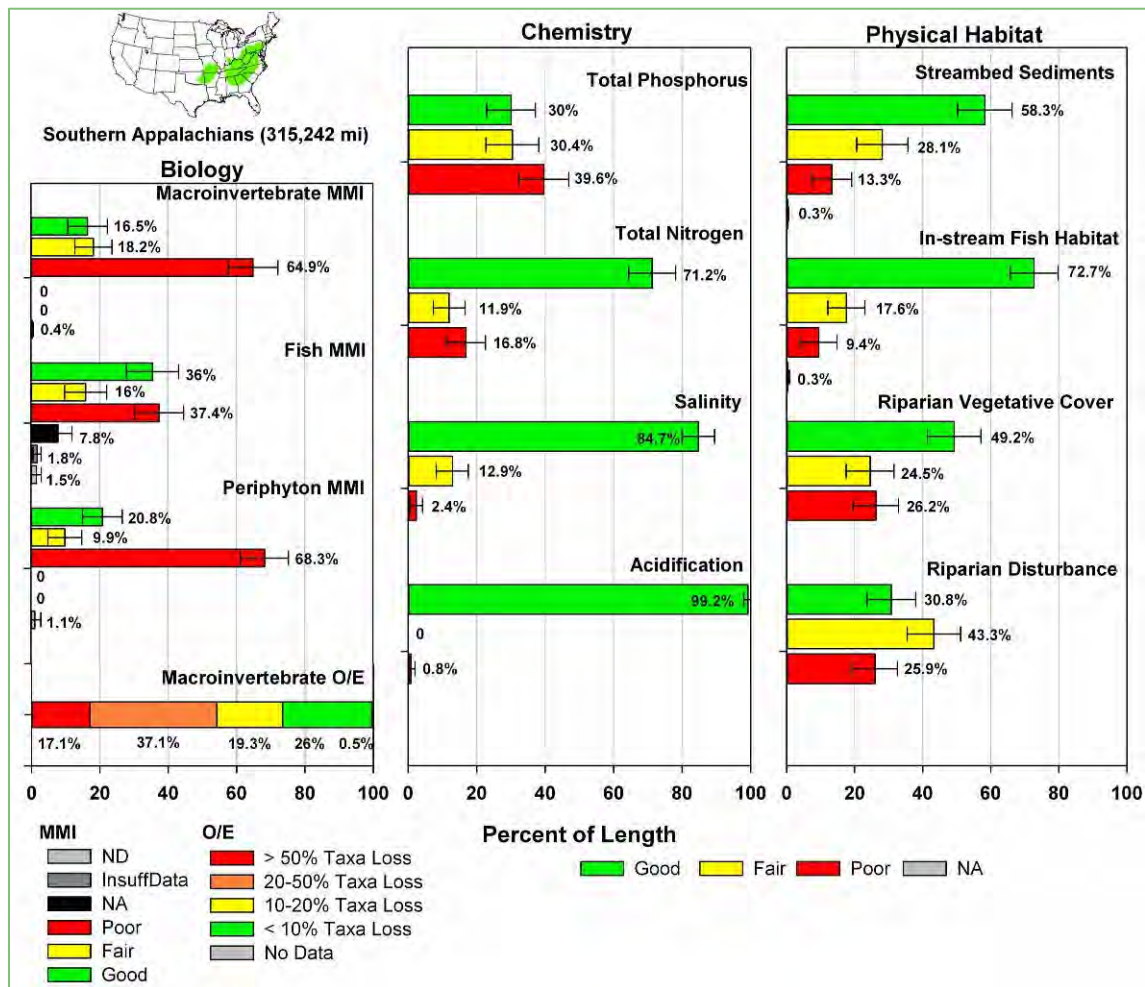 Southern Appalachians (315,242 mi)
Biology
Macroinvertebrate MMI
16.5%
18.2%
64.9%
0
0
0.4%
Fish MMI
36%
16%
37.4%
7.8%
1.8%
1.5%
Periphyton MMI
20.8%
9.9%
68.3%
0
0
1.1%
Macroinvertebrate O/E
17.1% 37.1% 19.3% 26% 0.5%
0 20 40 60 80 100
Chemistry
Total Phosphorus
30%
30.4%
39.6%
Total Nitrogen
71.2%
11.9%
16.8%
Salinity
84.7%
12.9%
2.4%
Acidification
99.2%
0
0.8%
0 20 40 60 80 100
Physical Habitat
Streambed Sediments
58.3%
28.1%
13.3%
0.3%
In-stream Fish Habitat
72.7%
17.6%
9.4%
0.3%
Riparian Vegetative Cover
49.2%
24.5%
26.2%
Riparian Disturbance
30.8%
43.3%
25.9%
0 20 40 60 80 100
Percent of Length
MMI
ND
InsuffData
NA
Poor
Fair
Good
O/E
> 50% Taxa Loss
20-50% Taxa Loss
10-20% Taxa Loss
< 10% Taxa Loss
No Data
Good Fair Poor NA